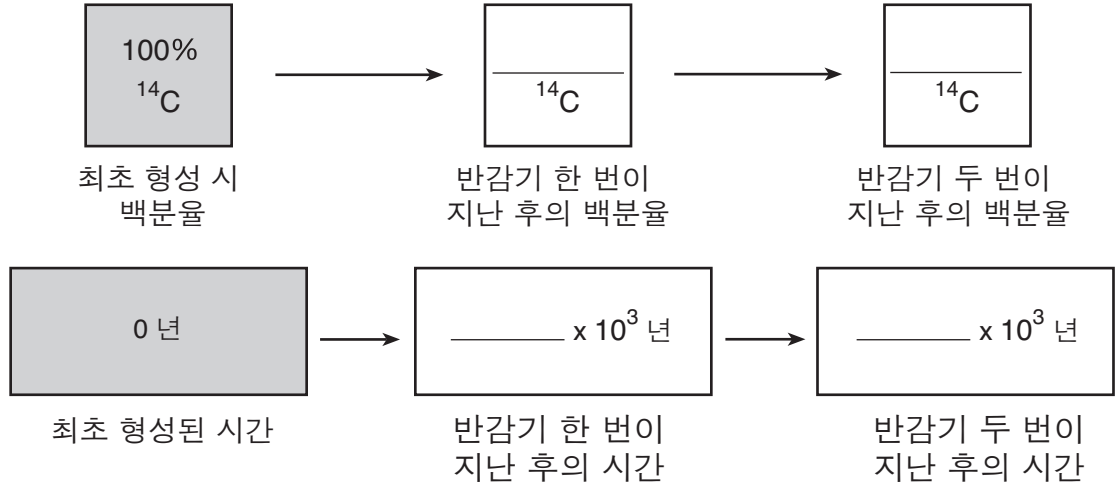 100%
¹⁴C
¹⁴C
¹⁴C
최초 형성 시
백분율
반감기 한 번이
지난 후의 백분율
반감기 두 번이
지난 후의 백분율
0 년
_______ x 10³ 년
_______ x 10³ 년
최초 형성된 시간
반감기 한 번이
지난 후의 시간
반감기 두 번이
지난 후의 시간